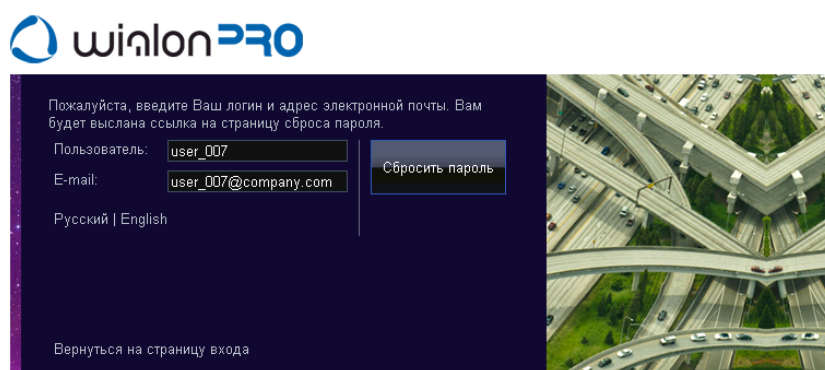 wialon PRO
Пожалуйста, введите Ваш логин и адрес электронной почты. Вам
будет выслана ссылка на страницу сброса пароля.
Пользователь: user_007
E-mail: user_007@company.com
Сбросить пароль
Русский | English
Вернуться на страницу входа